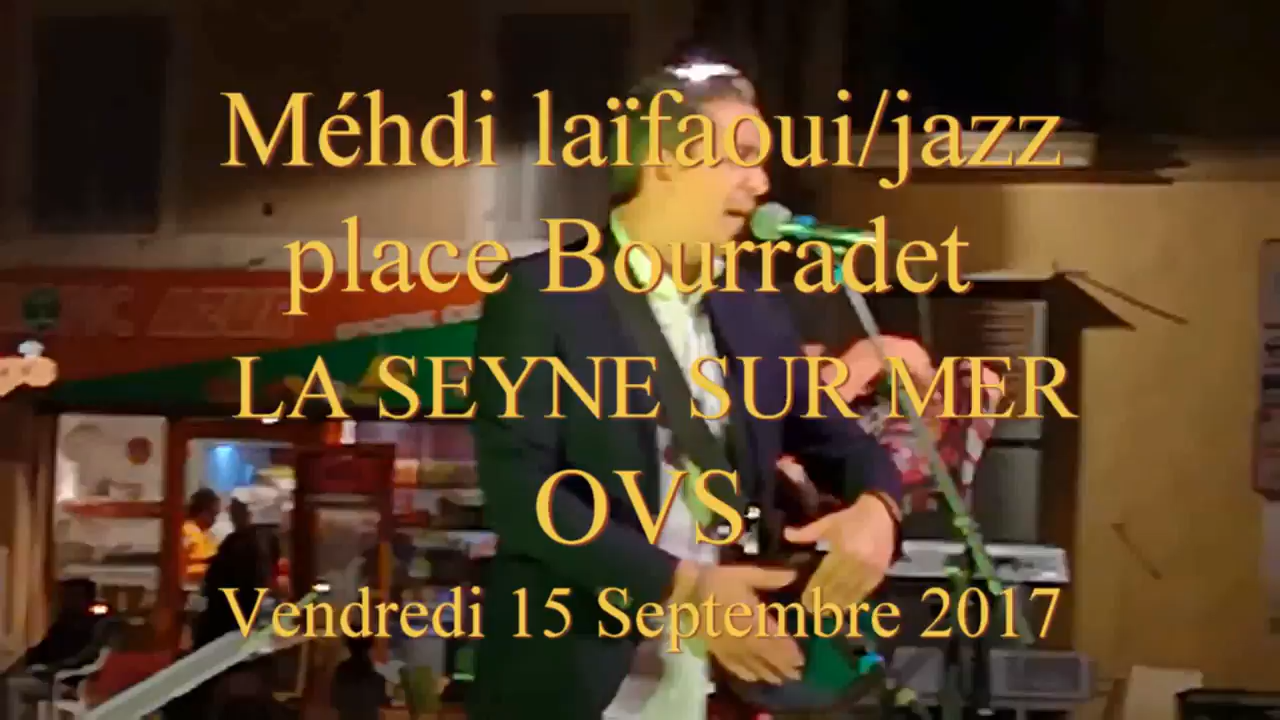 Méhdi laïfaoui/jazz
place Bourradet
LA SEYNE SUR MER
OVS
Vendredi 15 Septembre 2017